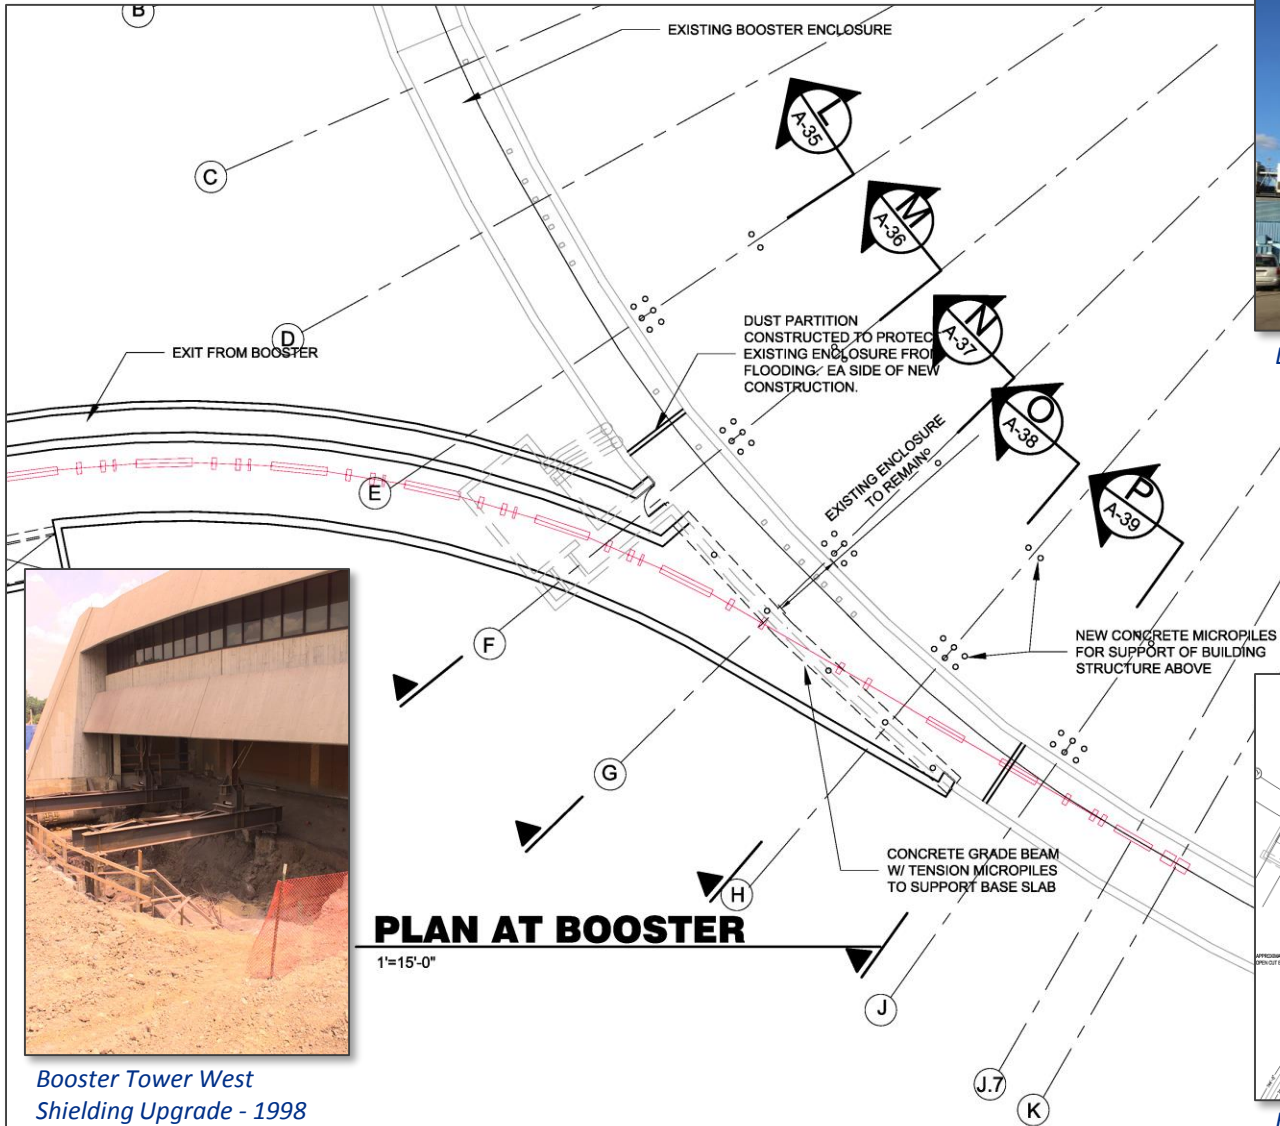 B
EXISTING BOOSTER ENCLOSURE
L
A-35
C
M
A-36
D
EXIT FROM BOOSTER
DUST PARTITION
CONSTRUCTED TO PROTEC
EXISTING ENCLOSURE FRO
FLOODING. EA SIDE OF NEW
CONSTRUCTION.
N
A-37
O
A-38
EXISTING ENCLOSURE
TO REMAIN
E
P
A-39
F
NEW CONCRETE MICROPILES
FOR SUPPORT OF BUILDING
STRUCTURE ABOVE
G
CONCRETE GRADE BEAM
W/ TENSION MICROPILES
TO SUPPORT BASE SLAB
H
PLAN AT BOOSTER
1'=15'-0"
J
J.7
K
Booster Tower West
Shielding Upgrade - 1998